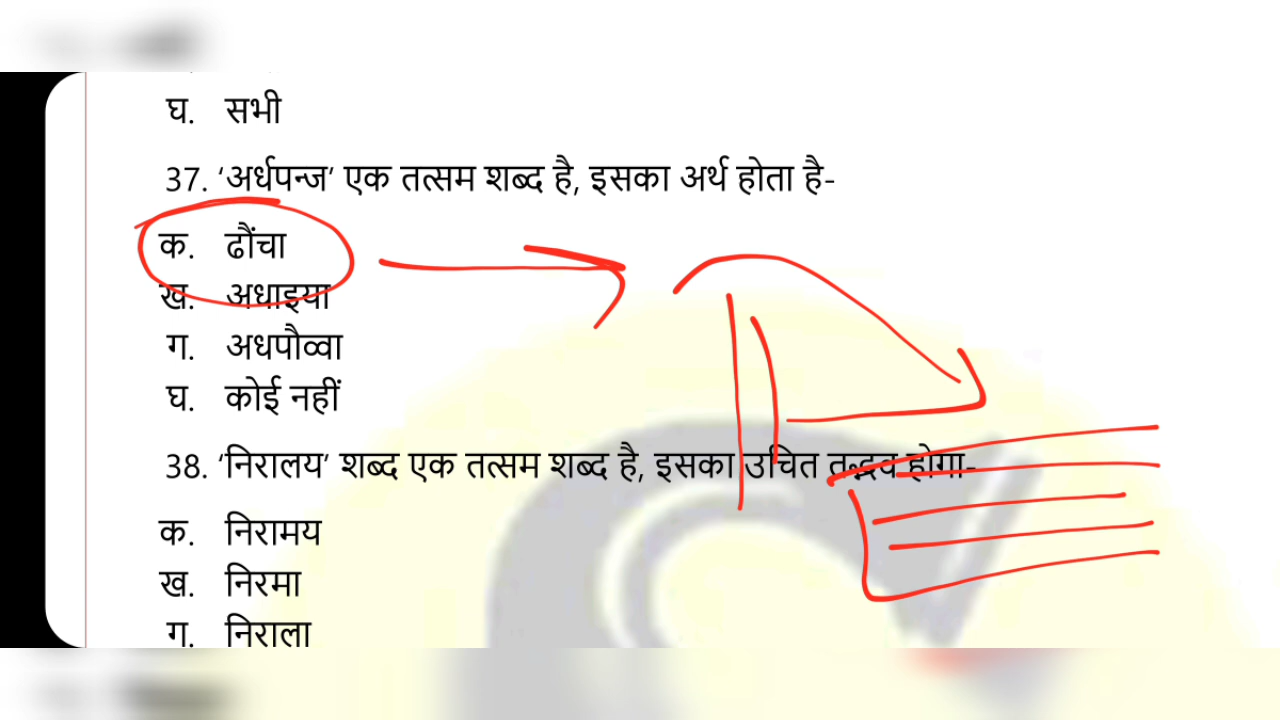 घ. सभी
37. ‘अर्धपन्ज’ एक तत्सम शब्द है, इसका अर्थ होता है-
क. ढौंचा
ख. अधाइया
ग. अधपौव्वा
घ. कोई नहीं
38. ‘निरालय’ शब्द एक तत्सम शब्द है, इसका उचित तद्भव होगा-
क. निरामय
ख. निरमा
ग. निराला